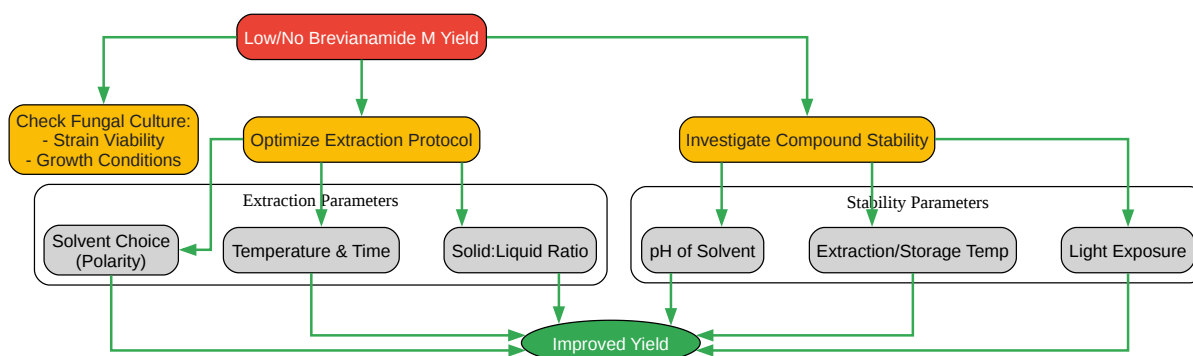 Low/No Brevianamide M Yield
Check Fungal Culture:
- Strain Viability
- Growth Conditions
Optimize Extraction Protocol
Investigate Compound Stability
Extraction Parameters
Stability Parameters
Solvent Choice
(Polarity)
Temperature & Time
Solid:Liquid Ratio
pH of Solvent
Extraction/Storage Temp
Light Exposure
Improved Yield